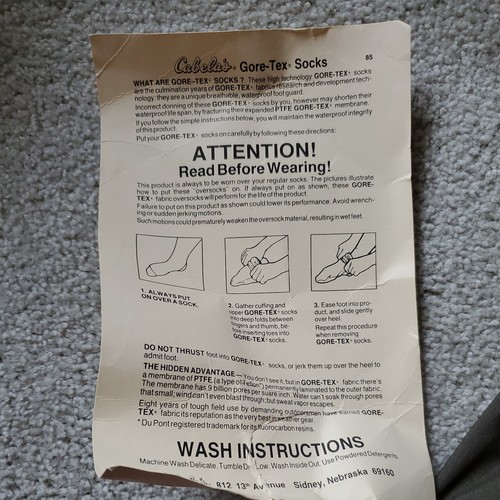 Cabela's® Gore-Tex® Socks
85
WHAT ARE GORE-TEX® SOCKS? These high technology GORE-TEX® socks
are the culmination years of GORE-TEX® fabrics research and development tech-
nology: they are a unique breathable, waterproof foot guard.
Incorrect donning of these GORE-TEX® socks by you, however may shorten their
waterproof life span, by fracturing their expanded PTFE GORE-TEX® membrane.
If you follow the simple instructions below, you will maintain the waterproof integrity
of this product.
Put your GORE-TEX® socks on carefully by following these directions:
ATTENTION!
Read Before Wearing!
This product is always to be worn over your regular socks. The pictures illustrate
how to put these "oversocks" on. If always put on as shown, these GORE-
TEX® fabric oversocks will perform for the life of the product.
Failure to put on this product as shown could lower its performance. Avoid wrench-
ing or sudden jerking motions.
Such motions could prematurely weaken the oversock material, resulting in wet feet.
1. ALWAYS PUT
ON OVER A SOCK.
2. Gather cuffing and
upper GORE-TEX® socks
into deep folds between
fingers and thumb, be-
fore inserting toes into
GORE-TEX® SOCKS.
3. Ease foot into pro-
duct, and slide gently
over heel.
Repeat this procedure
when removing
GORE-TEX® SOCKS.
DO NOT THRUST foot into GORE-TEX® socks, or jerk them up over the heel to
admit foot.
THE HIDDEN ADVANTAGE — You don't see it, but in GORE-TEX® fabric there's
a membrane of PTFE (a type of permanently laminated to the outer fabric.
The membrane has 9 billion pores per square inch. Water can't soak through pores
that small; wind can't even blast through; but sweat vapor escapes.
Eight years of tough field use by demanding outdoorsmen have earned GORE-
TEX® fabric its reputation as the very best in weather gear.
* Du Pont registered trademark for its fluorocarbon resins.
WASH INSTRUCTIONS
Machine Wash Delicate, Tumble Dr Low. Wash Inside Out. Use Powdered Detergents.
812 13th Avenue Sidney, Nebraska 69160